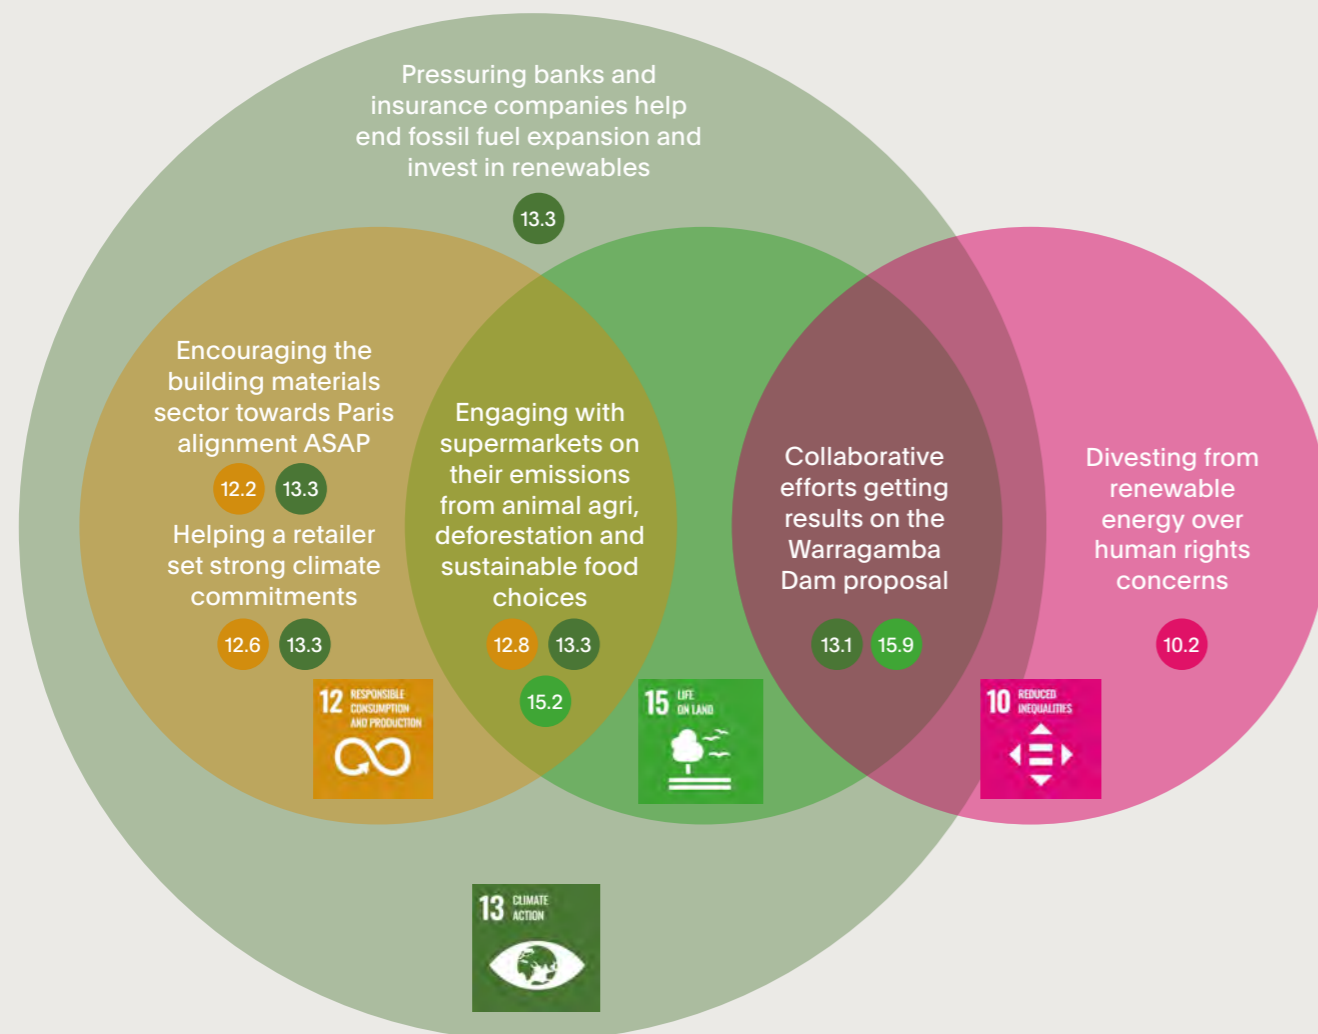 Pressuring banks and
insurance companies help
end fossil fuel expansion and
invest in renewables
13.3
Encouraging the
building materials
sector towards Paris
alignment ASAP
12.2 13.3
Helping a retailer
set strong climate
commitments
12.6 13.3
Engaging with
supermarkets on
their emissions
from animal agri,
deforestation and
sustainable food
choices
12.8 13.3
15.2
Collaborative
efforts getting
results on the
Warragamba
Dam proposal
13.1 15.9
Divesting from
renewable
energy over
human rights
concerns
10.2
12 RESPONSIBLE
CONSUMPTION
AND PRODUCTION
15 LIFE
ON LAND
10 REDUCED
INEQUALITIES
13 CLIMATE
ACTION